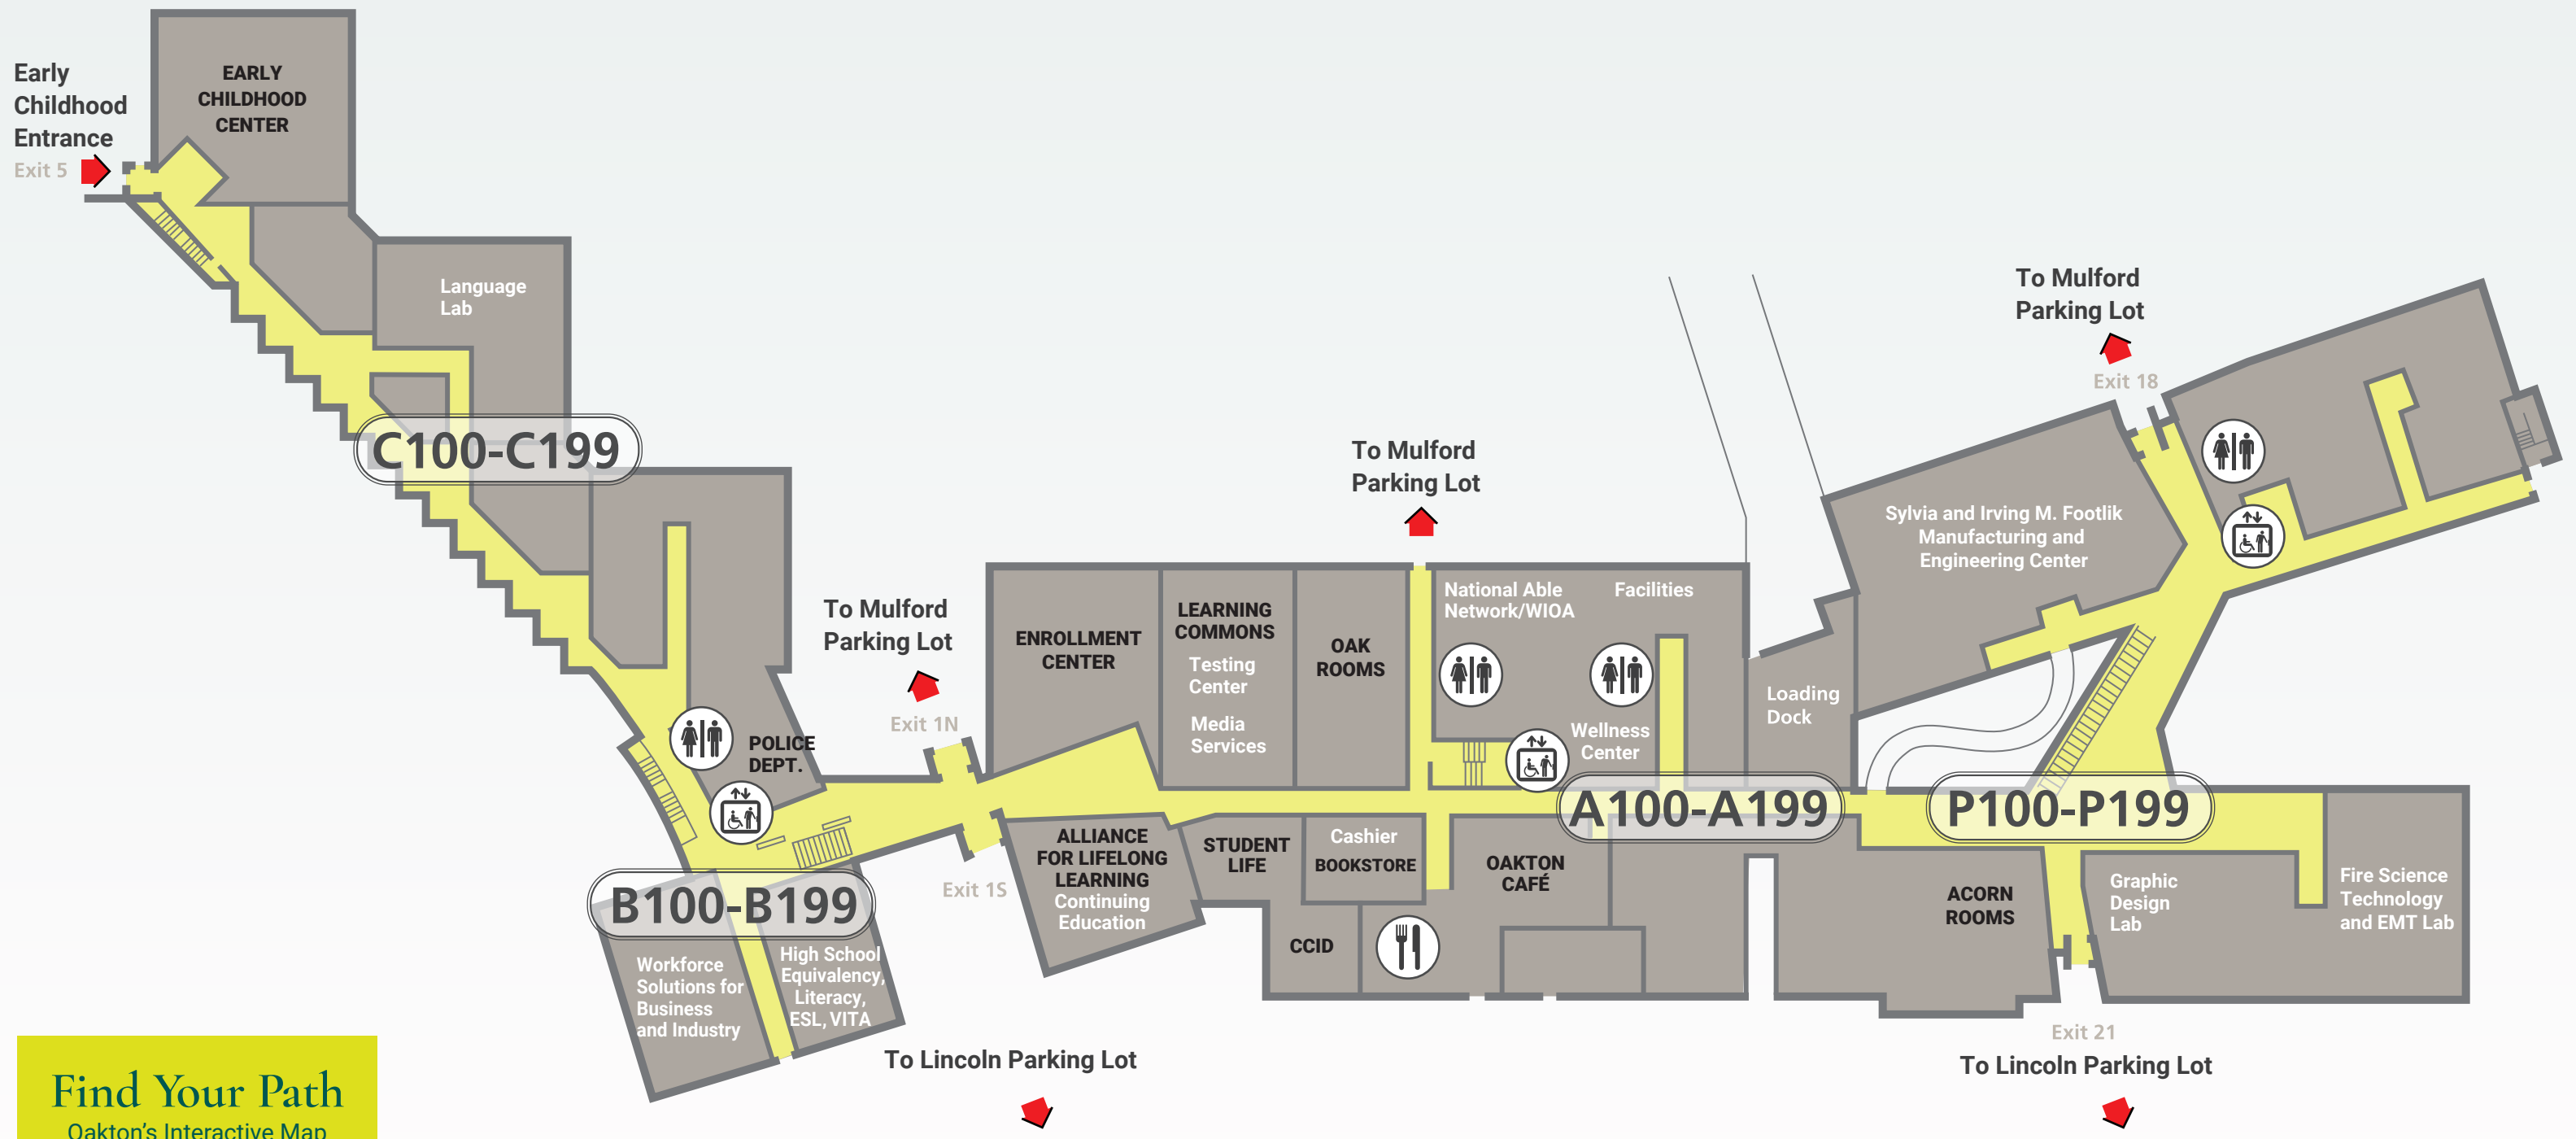 Early
Childhood
Entrance
Exit 5
EARLY
CHILDHOOD
CENTER
Language
Lab
C100-C199
To Mulford
Parking Lot
Exit 1N
POLICE
DEPT.
B100-B199
Workforce
Solutions for
Business
and Industry
High School
Equivalency,
Literacy,
ESL, VITA
Exit 1S
To Lincoln Parking Lot
ENROLLMENT
CENTER
LEARNING
COMMONS
Testing
Center
Media
Services
OAK
ROOMS
To Mulford
Parking Lot
National Able
Network/WIOA
Facilities
Wellness
Center
Loading
Dock
A100-A199
ALLIANCE
FOR LIFELONG
LEARNING
Continuing
Education
STUDENT
LIFE
Cashier
BOOKSTORE
CCID
OAKTON
CAFÉ
To Mulford
Parking Lot
Exit 18
Sylvia and Irving M. Footlik
Manufacturing and
Engineering Center
P100-P199
ACORN
ROOMS
Graphic
Design
Lab
Fire Science
Technology
and EMT Lab
Exit 21
To Lincoln Parking Lot
Find Your Path
Oakton's Interactive Map